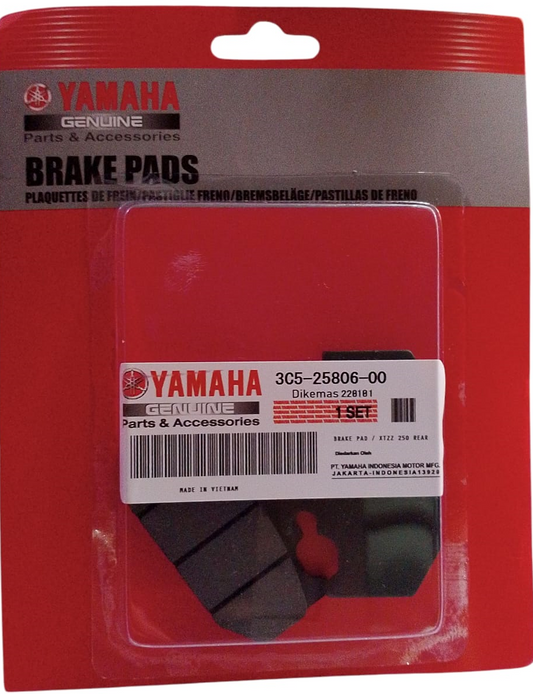 YAMAHA
GENUINE
Parts & Accessories
BRAKE PADS
PLAQUETTES DE FREIN/PASTIGLIE FRENO/BREMSBELÄGE/PASTILLAS DE FRENO
YAMAHA
GENUINE
Parts & Accessories
3C5-25806-00
Dikemas 220101
1 SET
BRAKE PAD / XTZZ 250 REAR
Diedarkan Oleh
PT. YAMAHA INDONESIA MOTOR MFG.
JAKARTA-INDONESIA13920
MADE IN VIETNAM